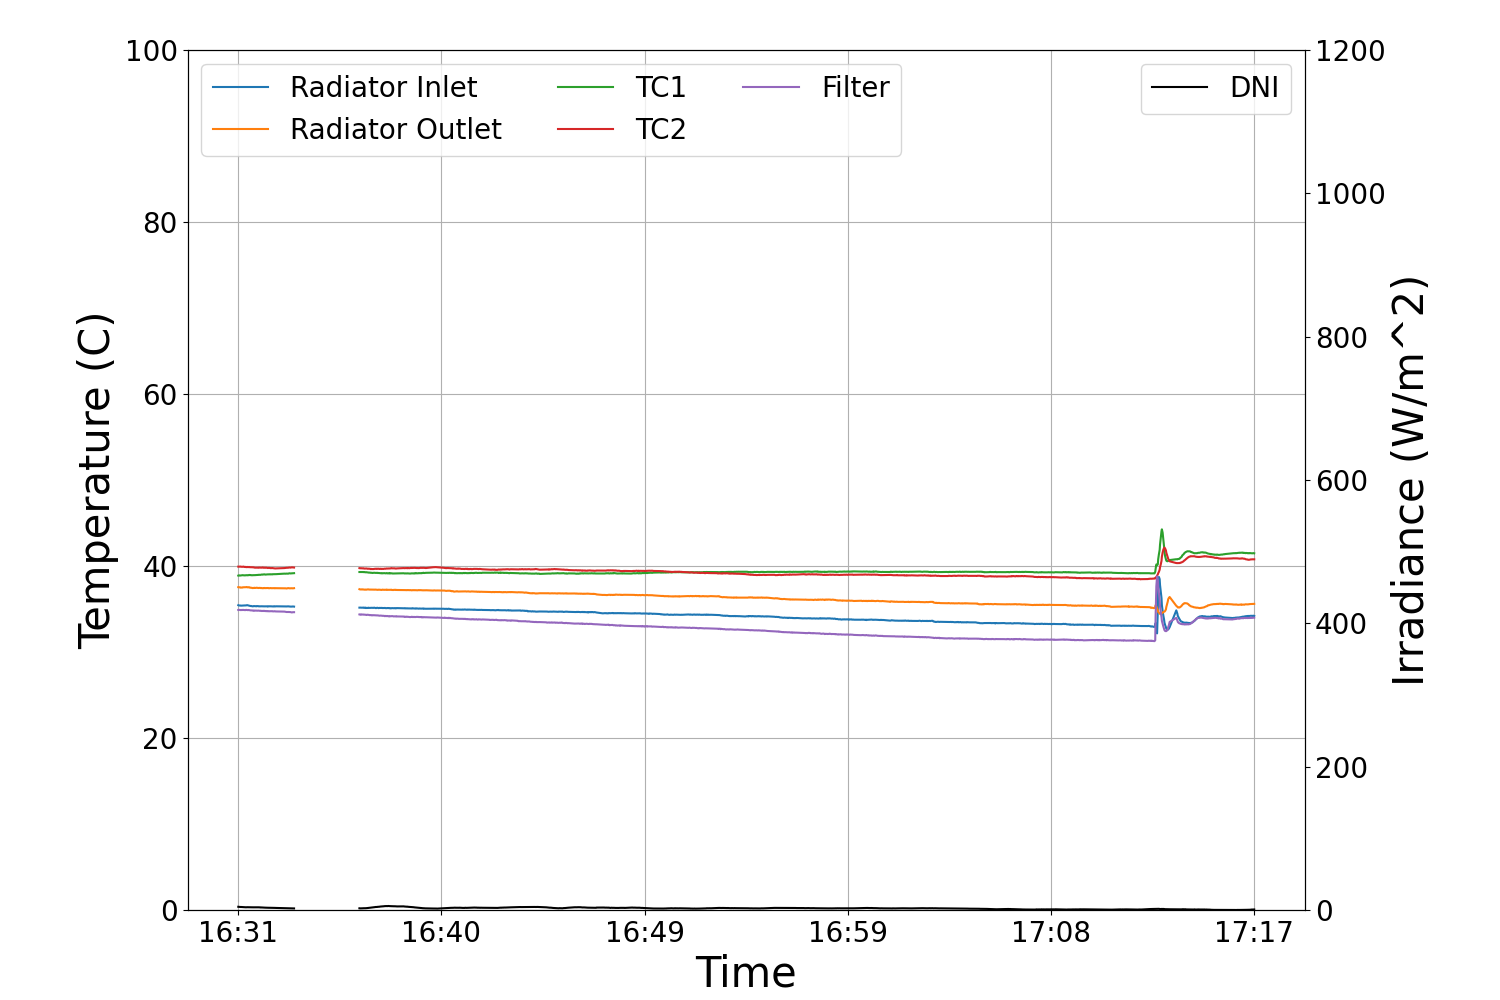 Radiator Inlet
Radiator Outlet
TC1
TC2
Filter
DNI
Temperature (C)
100
80
60
40
20
0
Irradiance (W/m^2)
1200
1000
800
600
400
200
0
16:31 16:40 16:49 16:59 17:08 17:17
Time